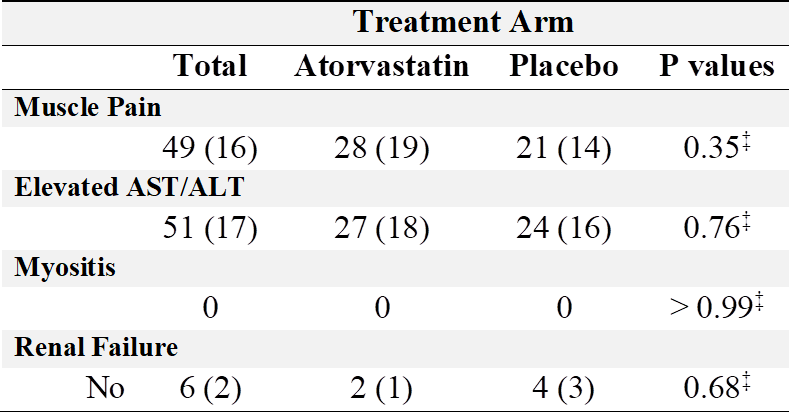 Treatment Arm
Total Atorvastatin Placebo P values
Muscle Pain
49 (16) 28 (19) 21 (14) 0.35‡
Elevated AST/ALT
51 (17) 27 (18) 24 (16) 0.76‡
Myositis
0 0 0 > 0.99‡
Renal Failure
No 6 (2) 2 (1) 4 (3) 0.68‡